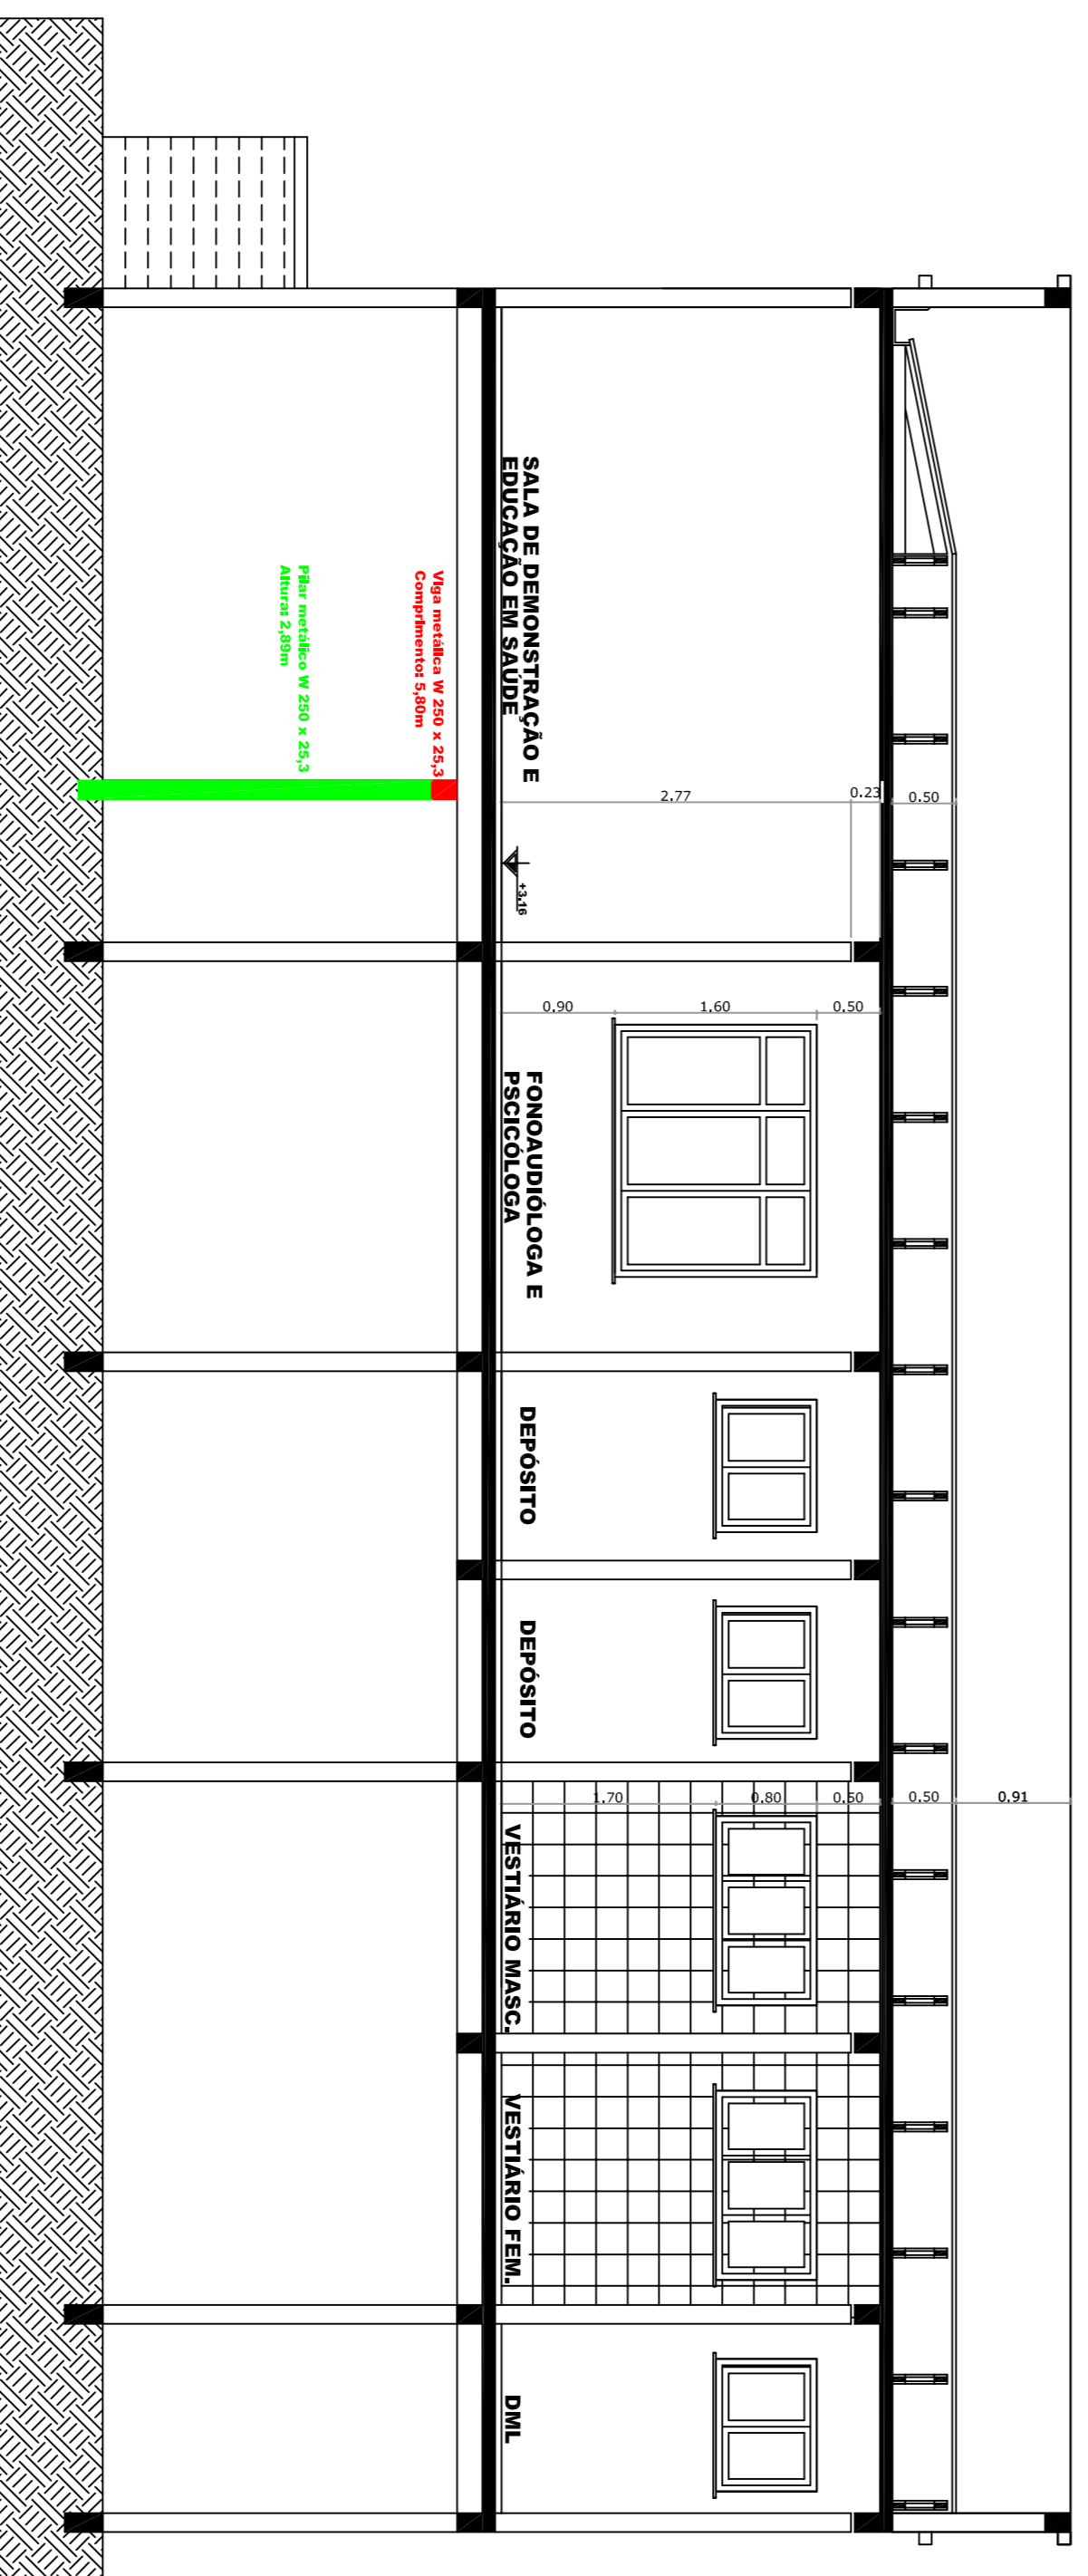 SALA DE DEMONSTRAÇÃO E
EDUCAÇÃO EM SAÚDE
Viga metálica W 250 x 25,3
Comprimento: 5,80m
Pilar metálico W 250 x 25,3
Altura: 2,89m
0.50
0.23
2.77
+3.16
0.50
1.60
0.90
FONOAUDIÓLOGA E
PSCICÓLOGA
DEPÓSITO
DEPÓSITO
0.91
0.50
0.50
0.80
1.70
VESTIÁRIO MASC.
VESTIÁRIO FEM.
DML